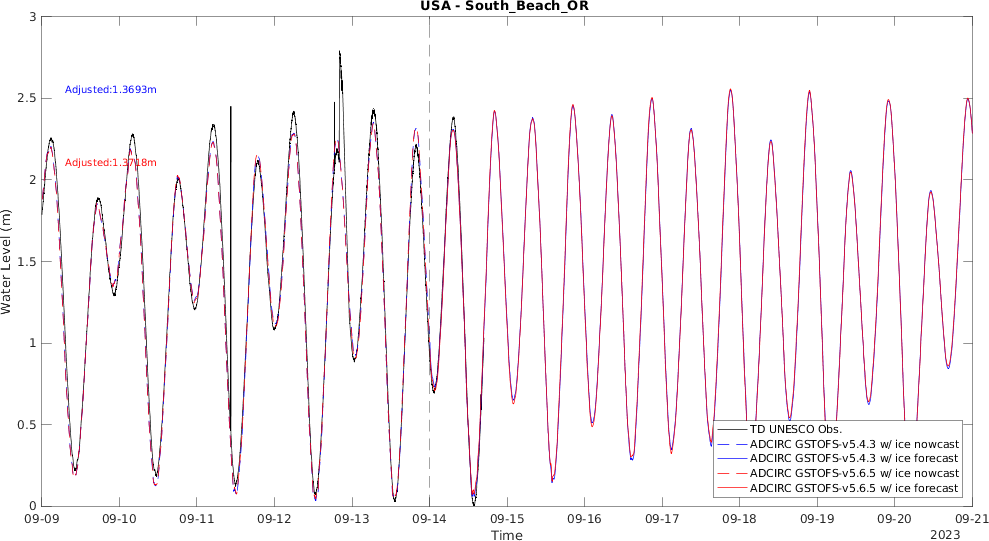 USA - South_Beach_OR
3
2.5
2
1.5
1
0.5
0
Water Level (m)
Adjusted:1.3693m
Adjusted:1.3718m
TD UNESCO Obs.
ADCIRC GSTOFS-v5.4.3 w/ ice nowcast
ADCIRC GSTOFS-v5.4.3 w/ ice forecast
ADCIRC GSTOFS-v5.6.5 w/ ice nowcast
ADCIRC GSTOFS-v5.6.5 w/ ice forecast
09-09 09-10 09-11 09-12 09-13 09-14 09-15 09-16 09-17 09-18 09-19 09-20 09-21
Time
2023